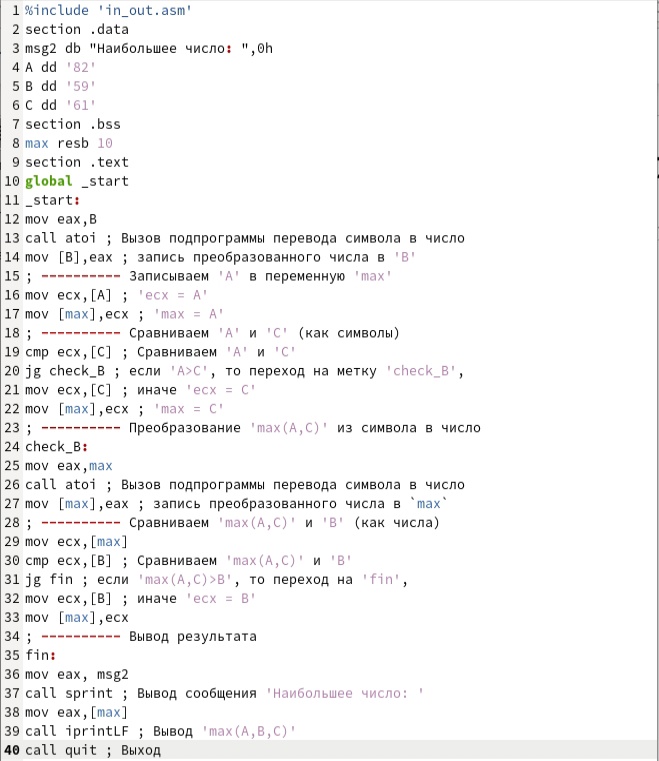 1 %include 'in_out.asm'
2 section .data
3 msg2 db "Наибольшее число: ",0h
4 A dd '82'
5 B dd '59'
6 C dd '61'
7 section .bss
8 max resb 10
9 section .text
10 global _start
11 _start:
12 mov eax,B
13 call atoi ; Вызов подпрограммы перевода символа в число
14 mov [B],eax ; запись преобразованного числа в 'B'
15 ; ---------- Записываем 'A' в переменную 'max'
16 mov ecx,[A] ; 'ecx = A'
17 mov [max],ecx ; 'max = A'
18 ; ---------- Сравниваем 'A' и 'C' (как символы)
19 cmp ecx,[C] ; Сравниваем 'A' и 'C'
20 jg check_B ; если 'A>C', то переход на метку 'check_B',
21 mov ecx,[C] ; иначе 'ecx = C'
22 mov [max],ecx ; 'max = C'
23 ; ---------- Преобразование 'max(A,C)' из символа в число
24 check_B:
25 mov eax,max
26 call atoi ; Вызов подпрограммы перевода символа в число
27 mov [max],eax ; запись преобразованного числа в `max`
28 ; ---------- Сравниваем 'max(A,C)' и 'B' (как числа)
29 mov ecx,[max]
30 cmp ecx,[B] ; Сравниваем 'max(A,C)' и 'B'
31 jg fin ; если 'max(A,C)>B', то переход на 'fin',
32 mov ecx,[B] ; иначе 'ecx = B'
33 mov [max],ecx
34 ; ---------- Вывод результата
35 fin:
36 mov eax, msg2
37 call sprint ; Вывод сообщения 'Наибольшее число: '
38 mov eax,[max]
39 call iprintLF ; Вывод 'max(A,B,C)'
40 call quit ; Выход